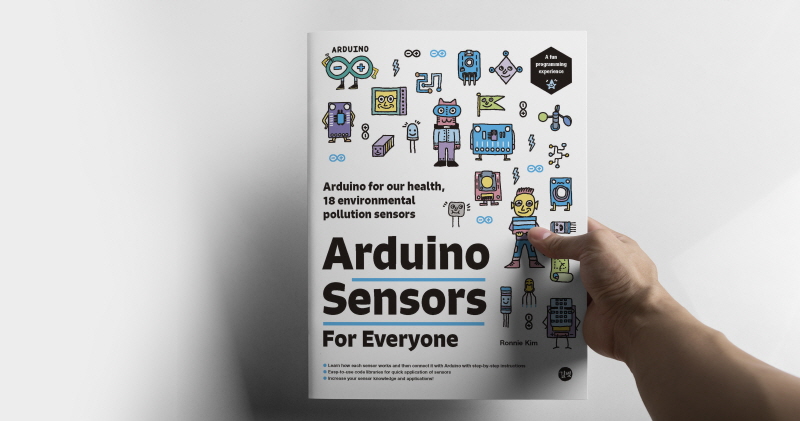 ARDUINO
A fun
programming
experience
Arduino for our health,
18 environmental
pollution sensors
Arduino
Sensors
For Everyone
Ronnie Kim
Learn how each sensor works and then connect it with Arduino with step-by-step instructions
Easy-to-use code libraries for quick application of sensors
Increase your sensor knowledge and applications!
길벗